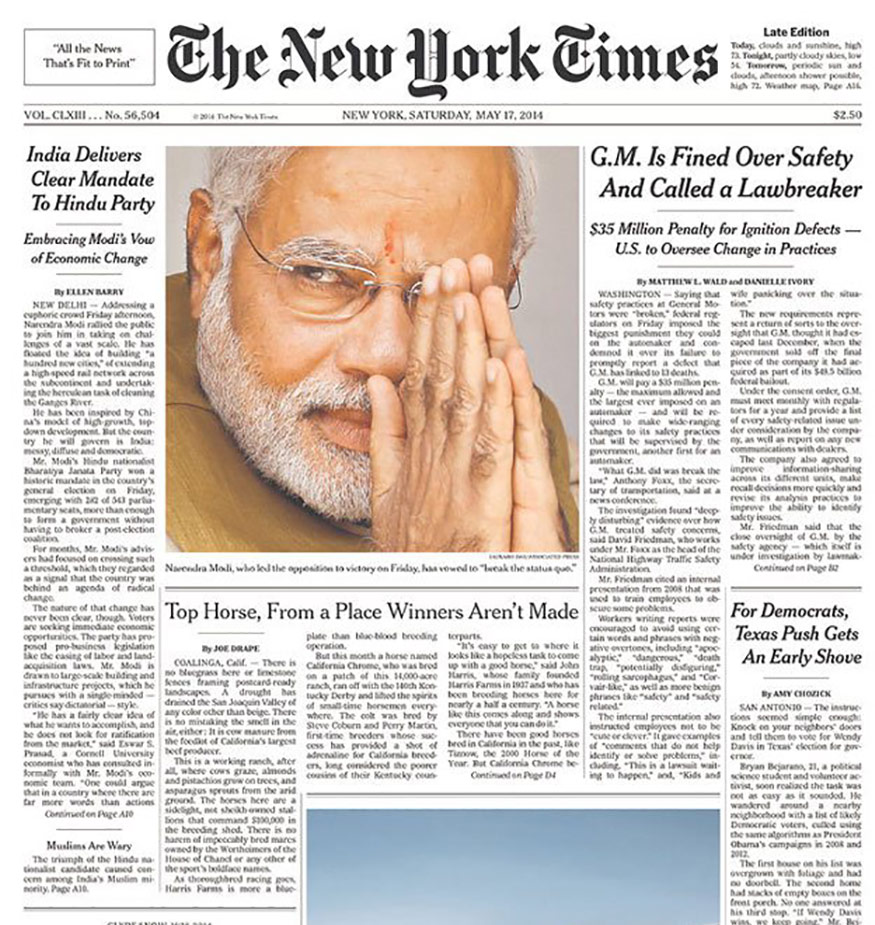 "All the News
That's Fit to Print"
The New York Times
Late Edition
Today, clouds and sunshine, high
73. Tonight, partly cloudy skies, low
54. Tomorrow, periodic sun and
clouds, afternoon shower possible,
high 72. Weather map, Page A16.
VOL. CLXIII . . . No. 56,504
© 2014 The New York Times
NEW YORK, SATURDAY, MAY 17, 2014
$2.50
India Delivers
Clear Mandate
To Hindu Party
Embracing Modi's Vow
of Economic Change
By ELLEN BARRY
NEW DELHI — Addressing a
euphoric crowd Friday afternoon,
Narendra Modi rallied the public
to join him in taking on chal-
lenges of a vast scale. He has
floated the idea of building "a
hundred new cities," of extending
a high-speed rail network across
the subcontinent and undertak-
ing the herculean task of cleaning
the Ganges River.
He has been inspired by Chi-
na's model of high-growth, top-
down development. But the coun-
try he will govern is India:
messy, diffuse and democratic.
Mr. Modi's Hindu nationalist
Bharatiya Janata Party won a
historic mandate in the country's
general election on Friday,
emerging with 282 of 543 parlia-
mentary seats, more than enough
to form a government without
having to broker a post-election
coalition.
For months, Mr. Modi's advis-
ers had focused on crossing such
a threshold, which they regarded
as a signal that the country was
behind an agenda of radical
change.
The nature of that change has
never been clear, though. Voters
are seeking immediate economic
opportunities. The party has pro-
posed pro-business legislation
like the easing of labor and land-
acquisition laws. Mr. Modi is
drawn to large-scale building and
infrastructure projects, which he
pursues with a single-minded —
critics say dictatorial — style.
"He has a fairly clear idea of
what he wants to accomplish, and
he does not look for ratification
from the market," said Eswar S.
Prasad, a Cornell University
economist who has consulted in-
formally with Mr. Modi's eco-
nomic team. "One could argue
that in a country where there are
far more words than actions
Continued on Page A10
Muslims Are Wary
The triumph of the Hindu na-
tionalist candidate caused con-
cern among India's Muslim mi-
nority. Page A10.
Narendra Modi, who led the opposition to victory on Friday, has vowed to "break the status quo."
Top Horse, From a Place Winners Aren't Made
By JOE DRAPE
COALINGA, Calif. — There is
no bluegrass here or limestone
fences framing postcard-ready
landscapes. A drought has
drained the San Joaquin Valley of
any color other than beige. There
is no mistaking the smell in the
air, either: It is cow manure from
the feedlot of California's largest
beef producer.
This is a working ranch, after
all, where cows graze, almonds
and pistachios grow on trees, and
asparagus sprouts from the arid
ground. The horses here are a
sidelight, not sheikh-owned stal-
lions that command $100,000 in
the breeding shed. There is no
harem of impeccably bred mares
owned by the Wertheimers of the
House of Chanel or any other of
the sport's boldface names.
As thoroughbred racing goes,
Harris Farms is more a blue-
plate than blue-blood breeding
operation.
But this month a horse named
California Chrome, who was bred
on a patch of this 14,000-acre
ranch, ran off with the 140th Ken-
tucky Derby and lifted the spirits
of small-time horsemen every-
where. The colt was bred by
Steve Coburn and Perry Martin,
first-time breeders whose suc-
cess has provided a shot of
adrenaline for California breed-
ers, long considered the poorer
cousins of their Kentucky coun-
terparts.
"It's easy to get to where it
looks like a hopeless task to come
up with a good horse," said John
Harris, whose family founded
Harris Farms in 1937 and who has
been breeding horses here for
nearly a half a century. "A horse
like this comes along and shows
everyone that you can do it."
There have been good horses
bred in California in the past, like
Tiznow, the 2000 Horse of the
Year. But California Chrome be-
Continued on Page D4
G.M. Is Fined Over Safety
And Called a Lawbreaker
$35 Million Penalty for Ignition Defects —
U.S. to Oversee Change in Practices
By MATTHEW L. WALD and DANIELLE IVORY
WASHINGTON — Saying that
safety practices at General Mo-
tors were "broken," federal reg-
ulators on Friday imposed the
biggest punishment they could
on the automaker and con-
demned it over its failure to
promptly report a defect that
G.M. has linked to 13 deaths.
G.M. will pay a $35 million pen-
alty — the maximum allowed and
the largest ever imposed on an
automaker — and will be re-
quired to make wide-ranging
changes to its safety practices
that will be supervised by the
government, another first for an
automaker.
"What G.M. did was break the
law," Anthony Foxx, the secre-
tary of transportation, said at a
news conference.
The investigation found "deep-
ly disturbing" evidence over how
G.M. treated safety concerns,
said David Friedman, who works
under Mr. Foxx as the head of the
National Highway Traffic Safety
Administration.
Mr. Friedman cited an internal
presentation from 2008 that was
used to train employees to ob-
scure some problems.
Workers writing reports were
encouraged to avoid using cer-
tain words and phrases with neg-
ative overtones, including "apoc-
alyptic," "dangerous," "death
trap, "potentially disfiguring,"
"rolling sarcophagus," and "Cor-
vair-like," as well as more benign
phrases like "safety" and "safety
related."
The internal presentation also
instructed employees not to be
"cute or clever." It gave examples
of "comments that do not help
identify or solve problems," in-
cluding, "This is a lawsuit wait-
ing to happen," and, "Kids and
wife panicking over the situa-
tion."
The new requirements repre-
sent a return of sorts to the over-
sight that G.M. thought it had es-
caped last December, when the
government sold off the final
piece of the company it had ac-
quired as part of its $49.5 billion
federal bailout.
Under the consent order, G.M.
must meet monthly with regula-
tors for a year and provide a list
of every safety-related issue un-
der consideration by the compa-
ny, as well as report on any new
communications with dealers.
The company also agreed to
improve information-sharing
across its different units, make
recall decisions more quickly and
revise its analysis practices to
improve the ability to identify
safety issues.
Mr. Friedman said that the
close oversight of G.M. by the
safety agency — which itself is
under investigation by lawmak-
Continued on Page B2
For Democrats,
Texas Push Gets
An Early Shove
By AMY CHOZICK
SAN ANTONIO — The instruc-
tions seemed simple enough:
Knock on your neighbors' doors
and tell them to vote for Wendy
Davis in Texas' election for gov-
ernor.
Bryan Bejarano, 21, a political
science student and volunteer ac-
tivist, soon realized the task was
not as easy as it sounded. He
wandered around a nearby
neighborhood with a list of likely
Democratic voters, culled using
the same algorithms as President
Obama's campaigns in 2008 and
2012.
The first house on his list was
overgrown with foliage and had
no doorbell. The second home
had stacks of empty boxes on the
front porch. No one answered at
his third stop. "If Wendy Davis
wins, we keep going," Mr. Bej-